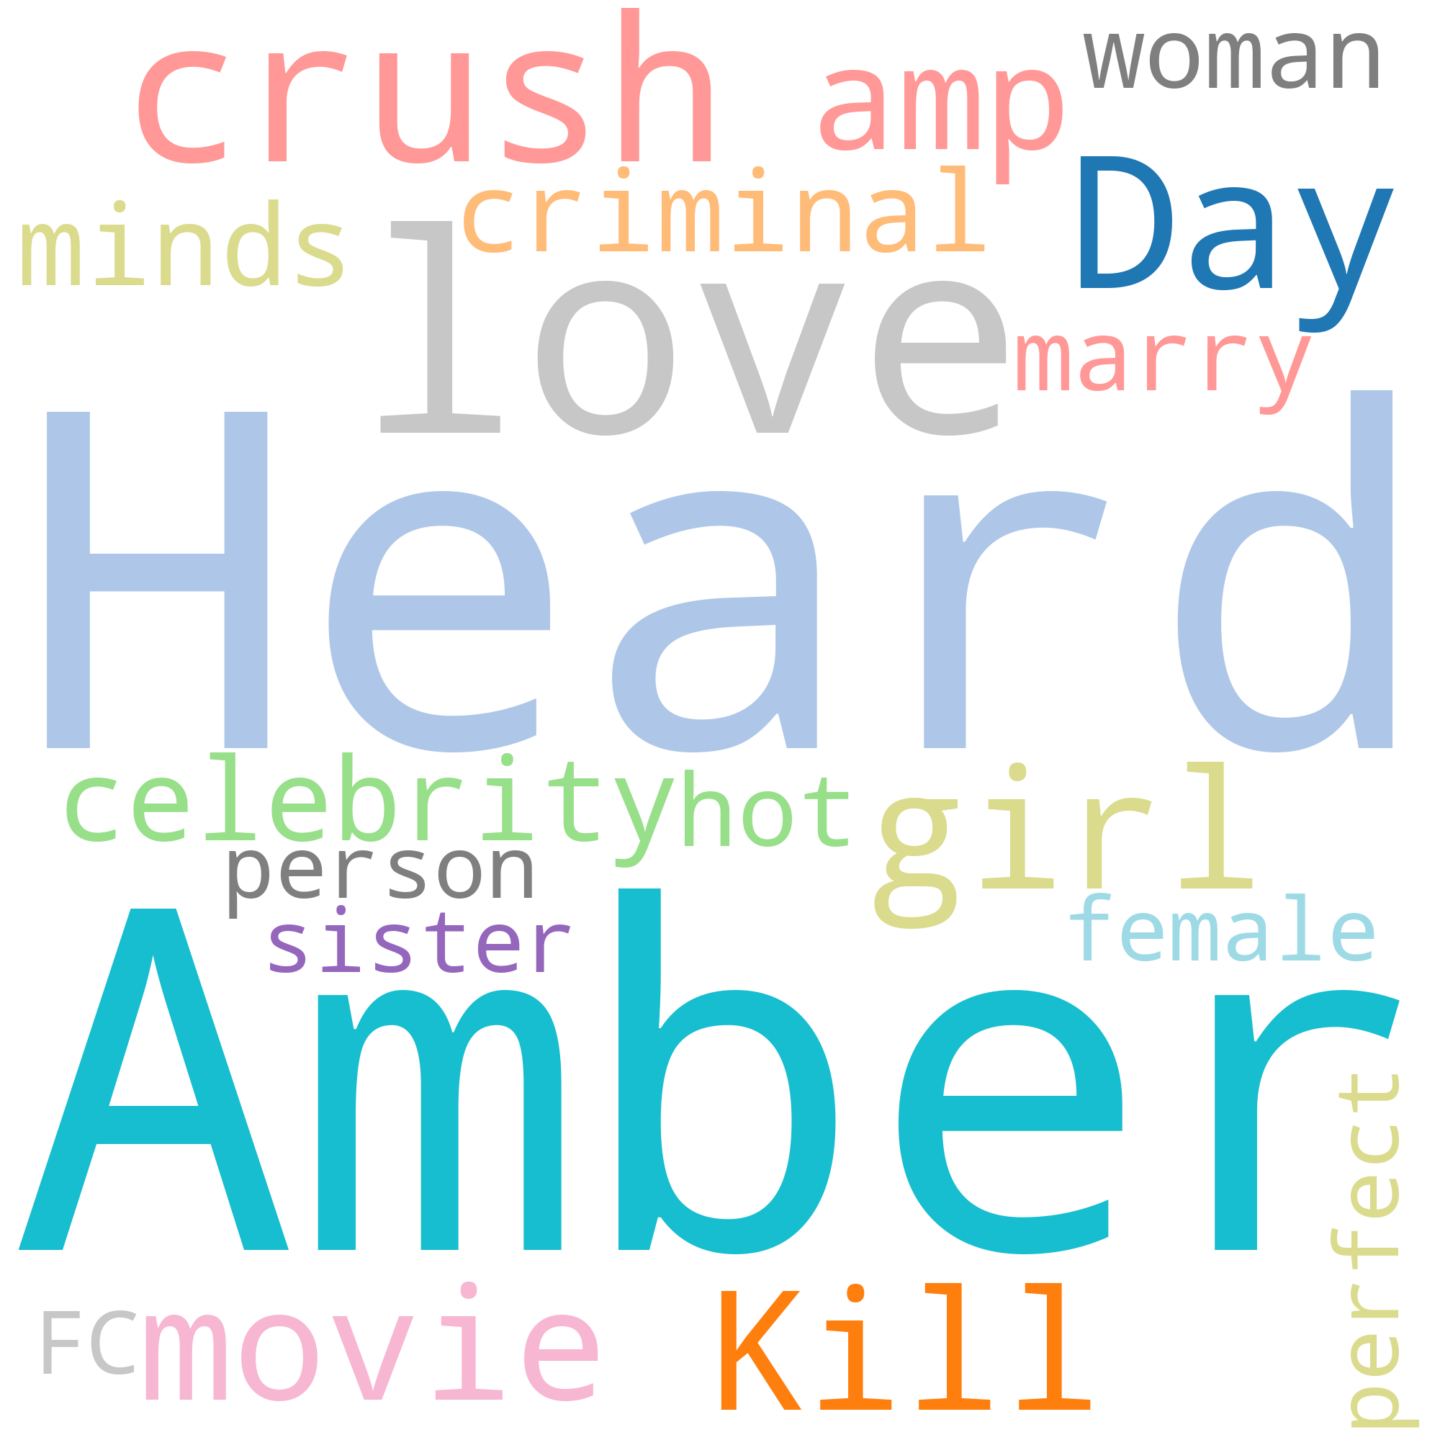 crush
amp
woman
minds
criminal
Day
love
marry
Heard
celebrity
hot
girl
person
sister
female
Amber
perfect
FC
movie
Kill